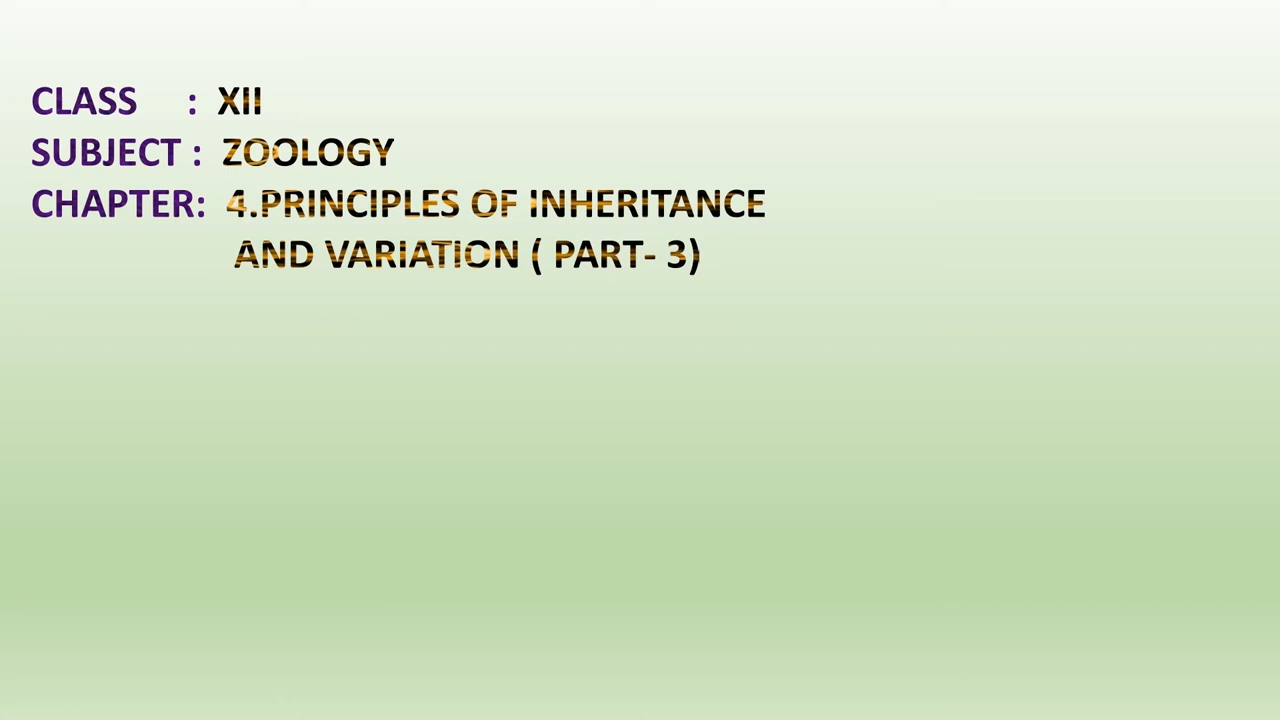 CLASS : XII
SUBJECT : ZOOLOGY
CHAPTER: 4.PRINCIPLES OF INHERITANCE
AND VARIATION ( PART- 3)